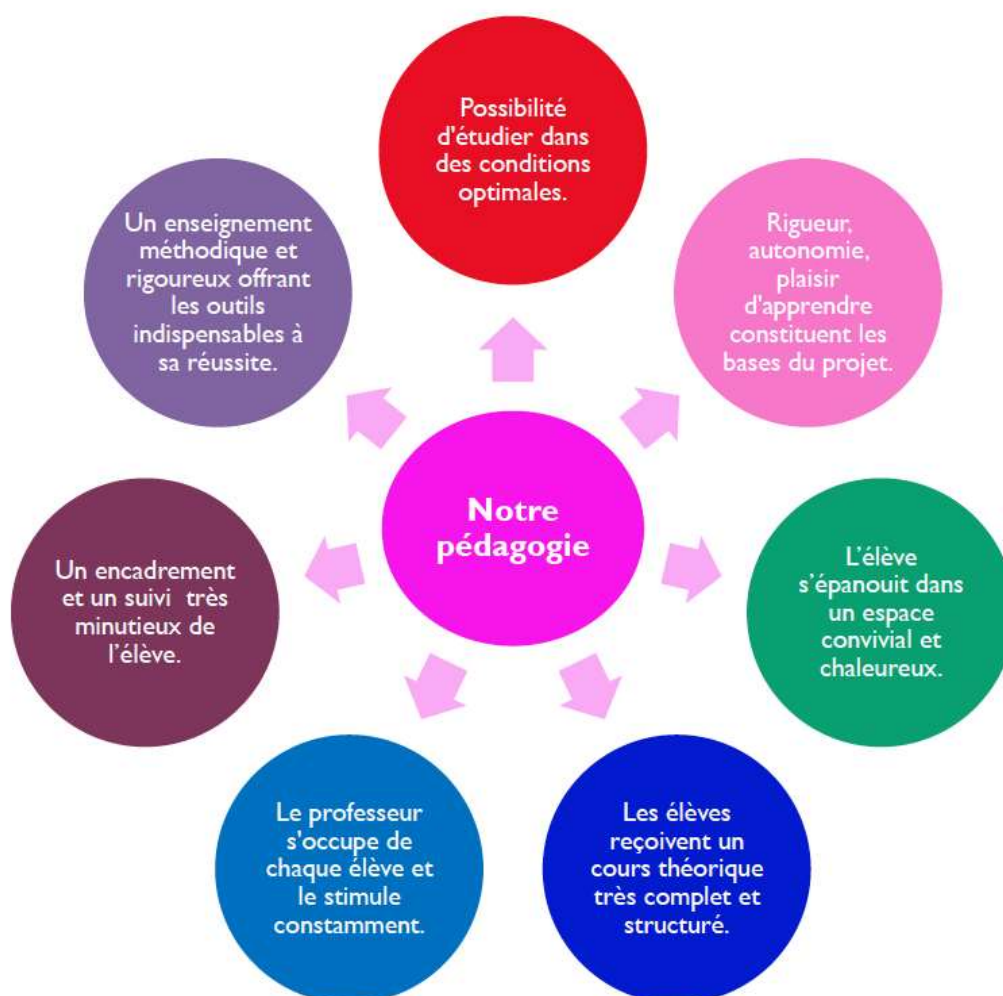 Possibilité
d'étudier dans
des conditions
optimales.
Rigueur,
autonomie,
plaisir
d'apprendre
constituent les
bases du projet.
L'élève
s'épanouit dans
un espace
convivial et
chaleureux.
Les élèves
reçoivent un
cours théorique
très complet et
structuré.
Le professeur
s'occupe de
chaque élève et
le stimule
constamment.
Un encadrement
et un suivi  très
minutieux de
l'élève.
Un enseignement
méthodique et
rigoureux offrant
les outils
indispensables à
sa réussite.
Notre
pédagogie